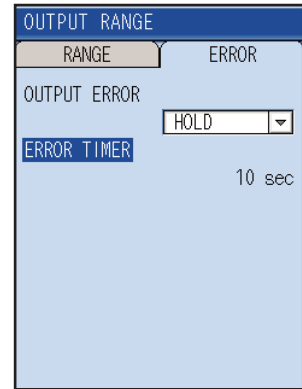 OUTPUT RANGE
RANGE ERROR
OUTPUT ERROR
HOLD
ERROR TIMER
10 sec